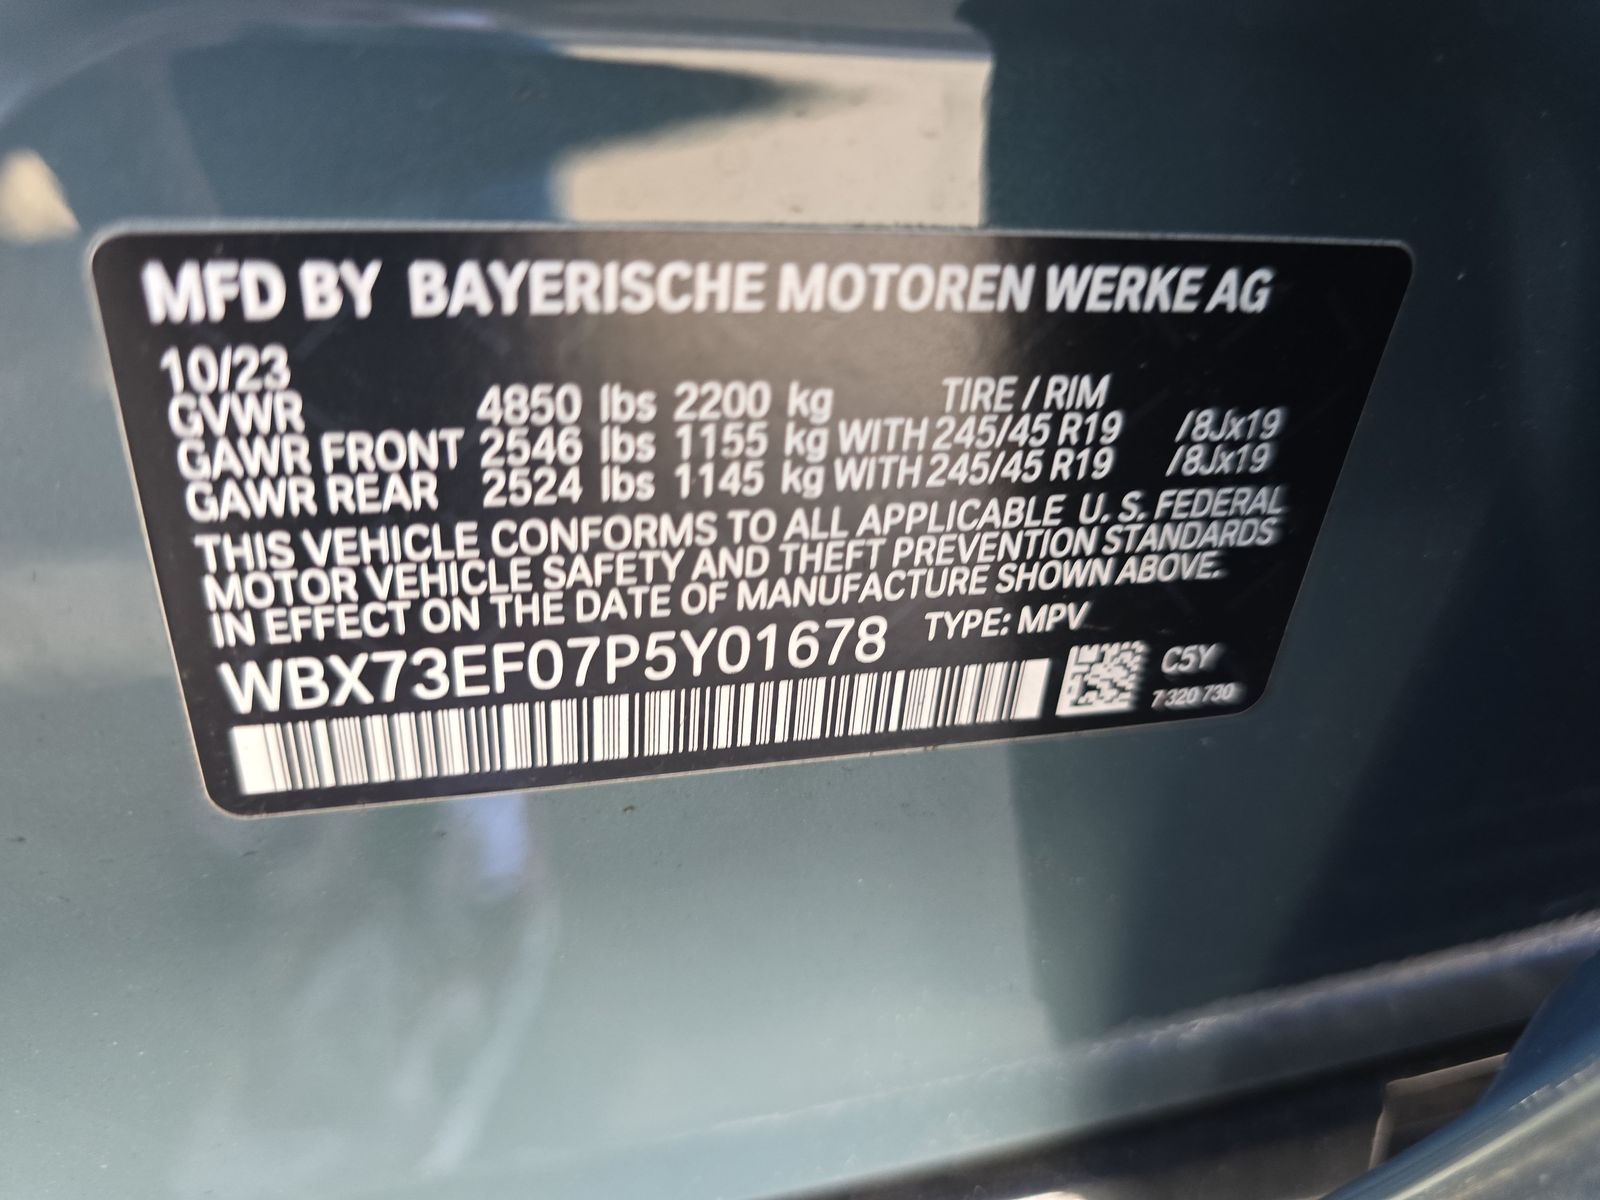 MFD BY BAYERISCHE MOTOREN WERKE AG
10/23
GVWR 4850 lbs 2200 kg TIRE / RIM
GAWR FRONT 2546 lbs 1155 kg WITH 245/45 R19 /8Jx19
GAWR REAR 2524 lbs 1145 kg WITH 245/45 R19 /8Jx19
THIS VEHICLE CONFORMS TO ALL APPLICABLE U. S. FEDERAL
MOTOR VEHICLE SAFETY AND THEFT PREVENTION STANDARDS
IN EFFECT ON THE DATE OF MANUFACTURE SHOWN ABOVE.
WBX73EF07P5Y01678 TYPE: MPV
C5Y
7 320 730